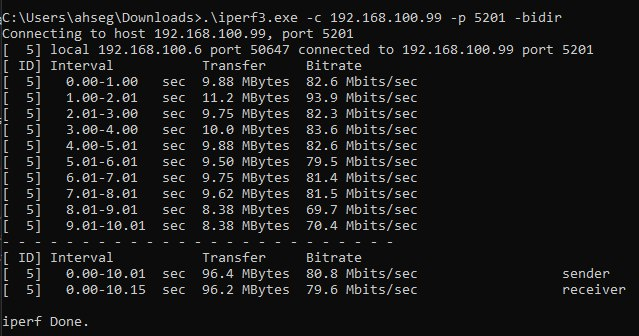 C:\Users\ahseg\Downloads>.\iperf3.exe -c 192.168.100.99 -p 5201 -bidir
Connecting to host 192.168.100.99, port 5201
[  5] local 192.168.100.6 port 50647 connected to 192.168.100.99 port 5201
[ ID] Interval           Transfer     Bitrate
[  5]   0.00-1.00   sec  9.88 MBytes  82.6 Mbits/sec
[  5]   1.00-2.01   sec  11.2 MBytes  93.9 Mbits/sec
[  5]   2.01-3.00   sec  9.75 MBytes  82.3 Mbits/sec
[  5]   3.00-4.00   sec  10.0 MBytes  83.6 Mbits/sec
[  5]   4.00-5.01   sec  9.88 MBytes  82.6 Mbits/sec
[  5]   5.01-6.01   sec  9.50 MBytes  79.5 Mbits/sec
[  5]   6.01-7.01   sec  9.75 MBytes  81.4 Mbits/sec
[  5]   7.01-8.01   sec  9.62 MBytes  81.5 Mbits/sec
[  5]   8.01-9.01   sec  8.38 MBytes  69.7 Mbits/sec
[  5]   9.01-10.01  sec  8.38 MBytes  70.4 Mbits/sec
- - - - - - - - - - - - - - - - - - - - - - - - -
[ ID] Interval           Transfer     Bitrate
[  5]   0.00-10.01  sec  96.4 MBytes  80.8 Mbits/sec                  sender
[  5]   0.00-10.15  sec  96.2 MBytes  79.6 Mbits/sec                  receiver
iperf Done.